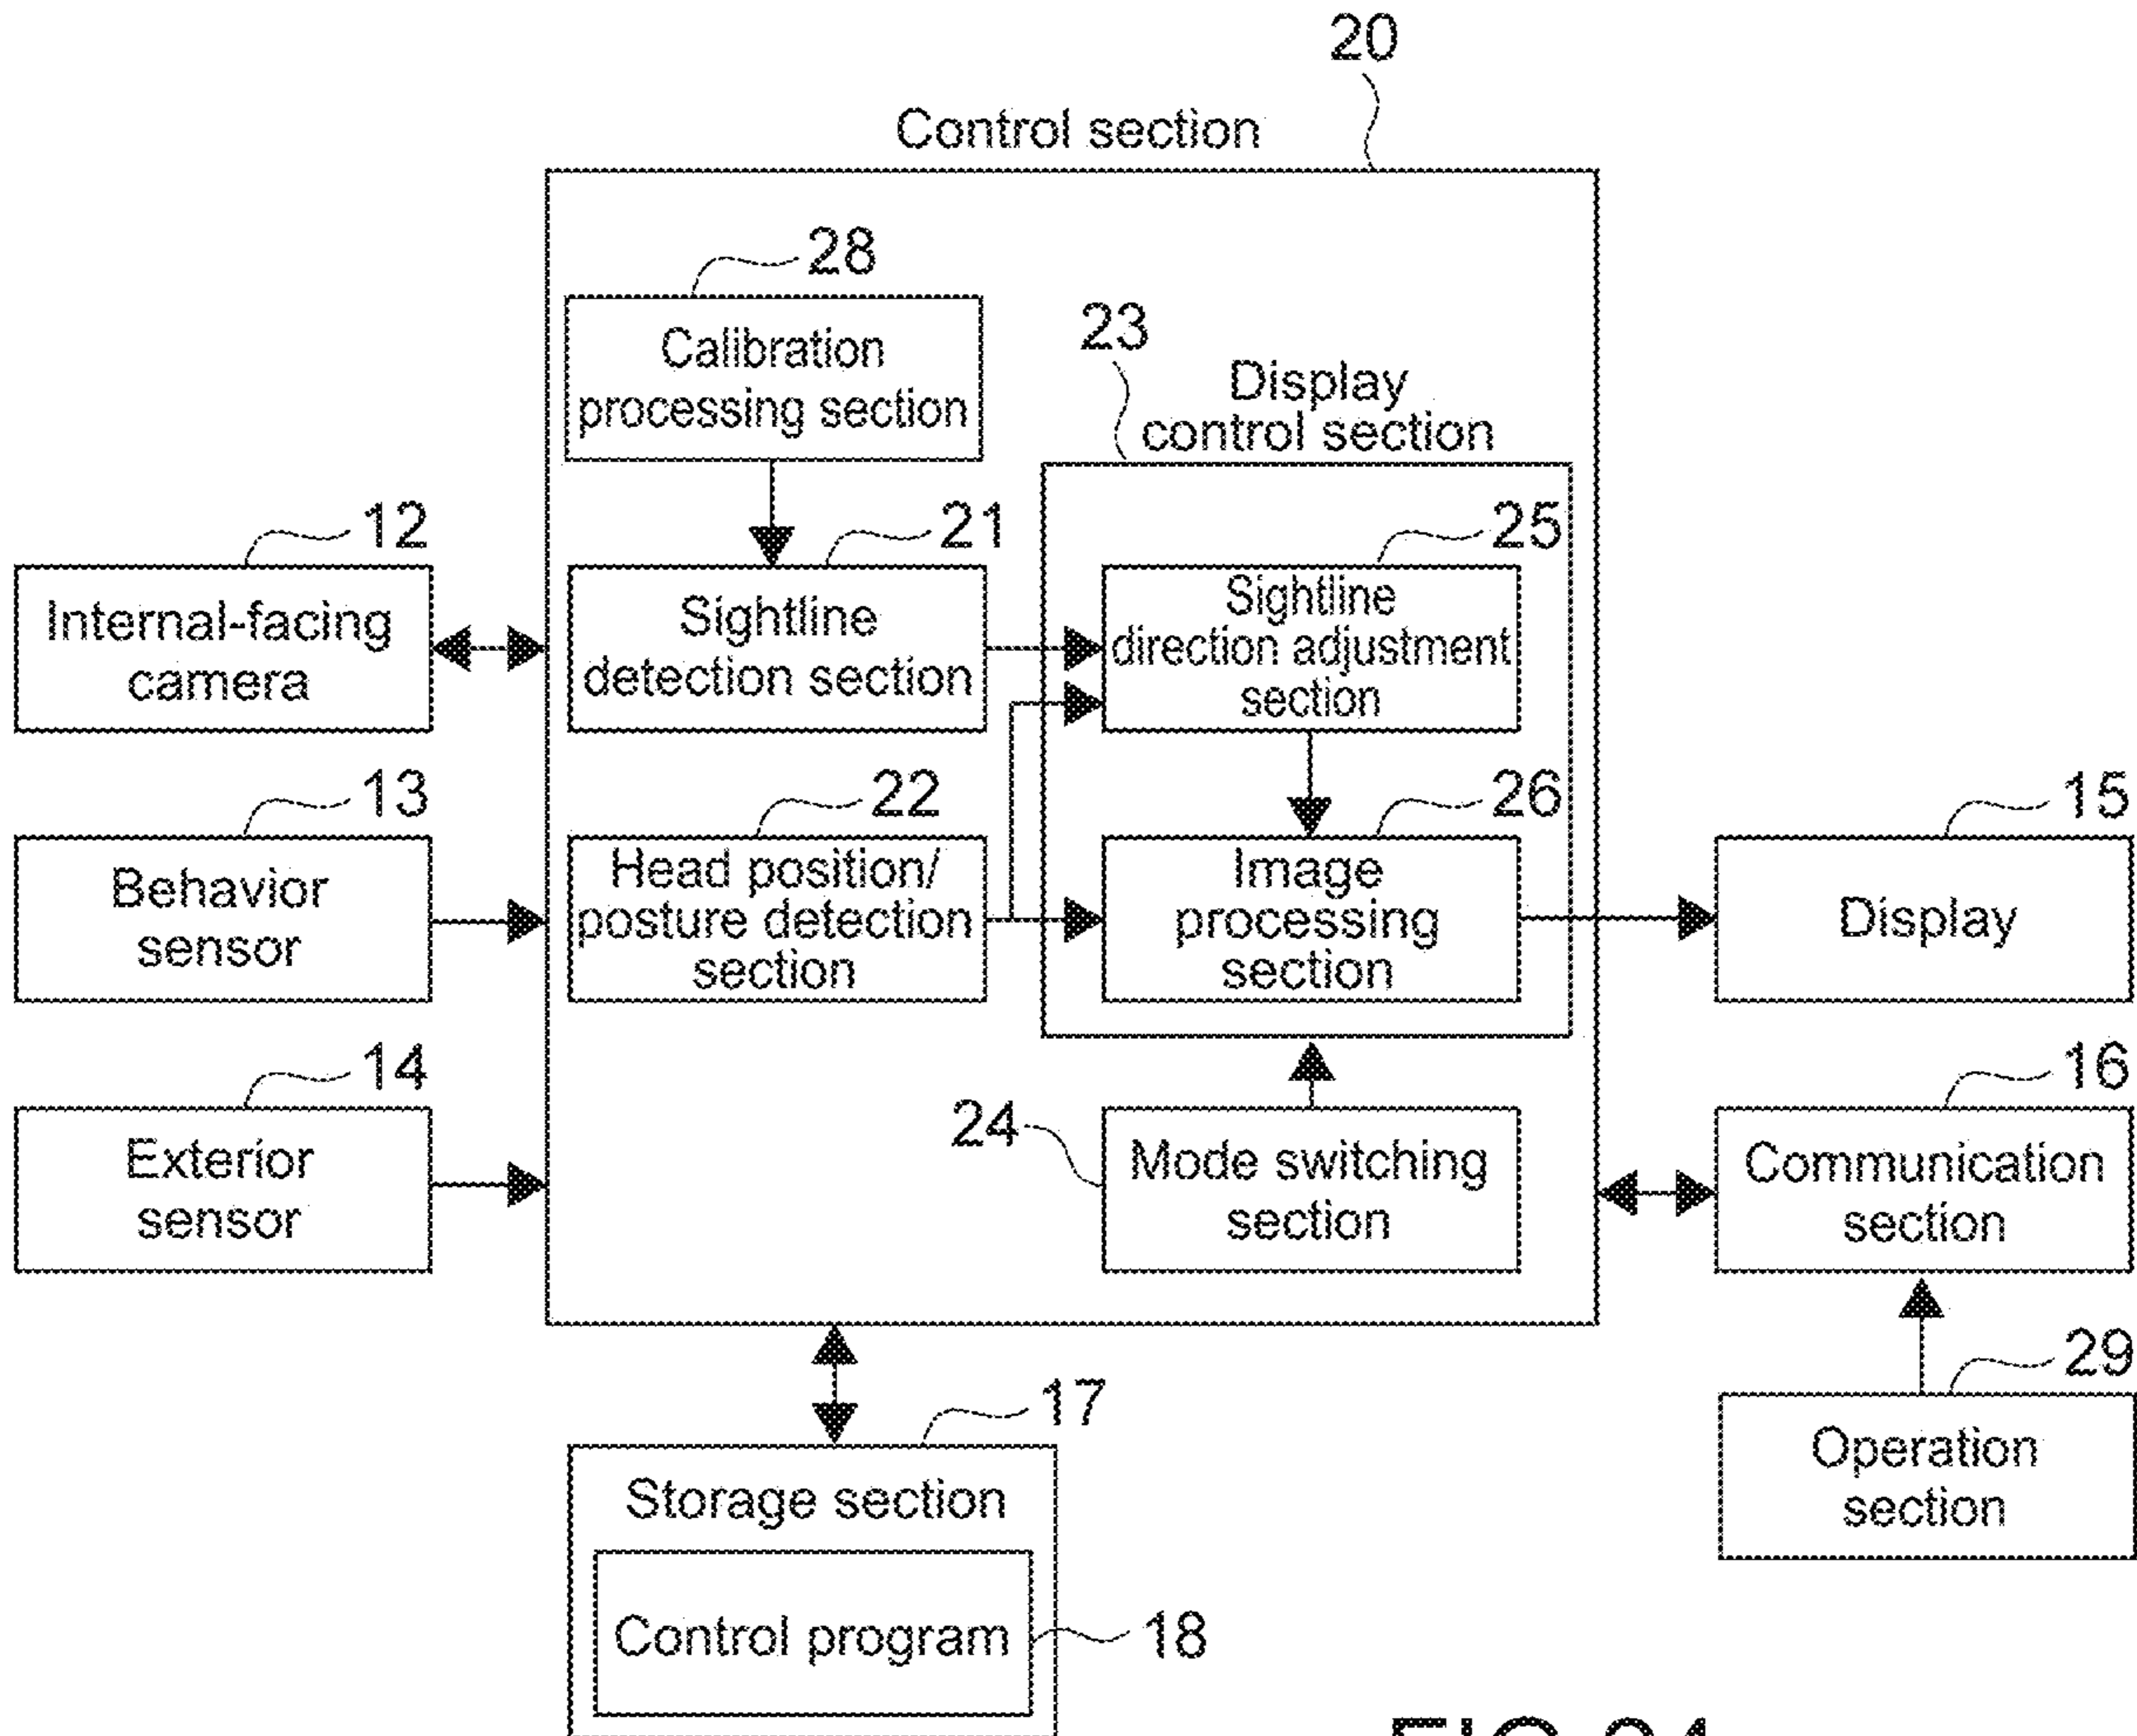 20
Control section
28
Calibration
processing section
23
Display
control section
12
Internal-facing
camera
21
Sightline
detection section
25
Sightline
direction adjustment
section
13
Behavior
sensor
22
Head position/
posture detection
section
26
Image
processing
section
15
Display
14
Exterior
sensor
24
Mode switching
section
16
Communication
section
17
Storage section
Control program
18
29
Operation
section